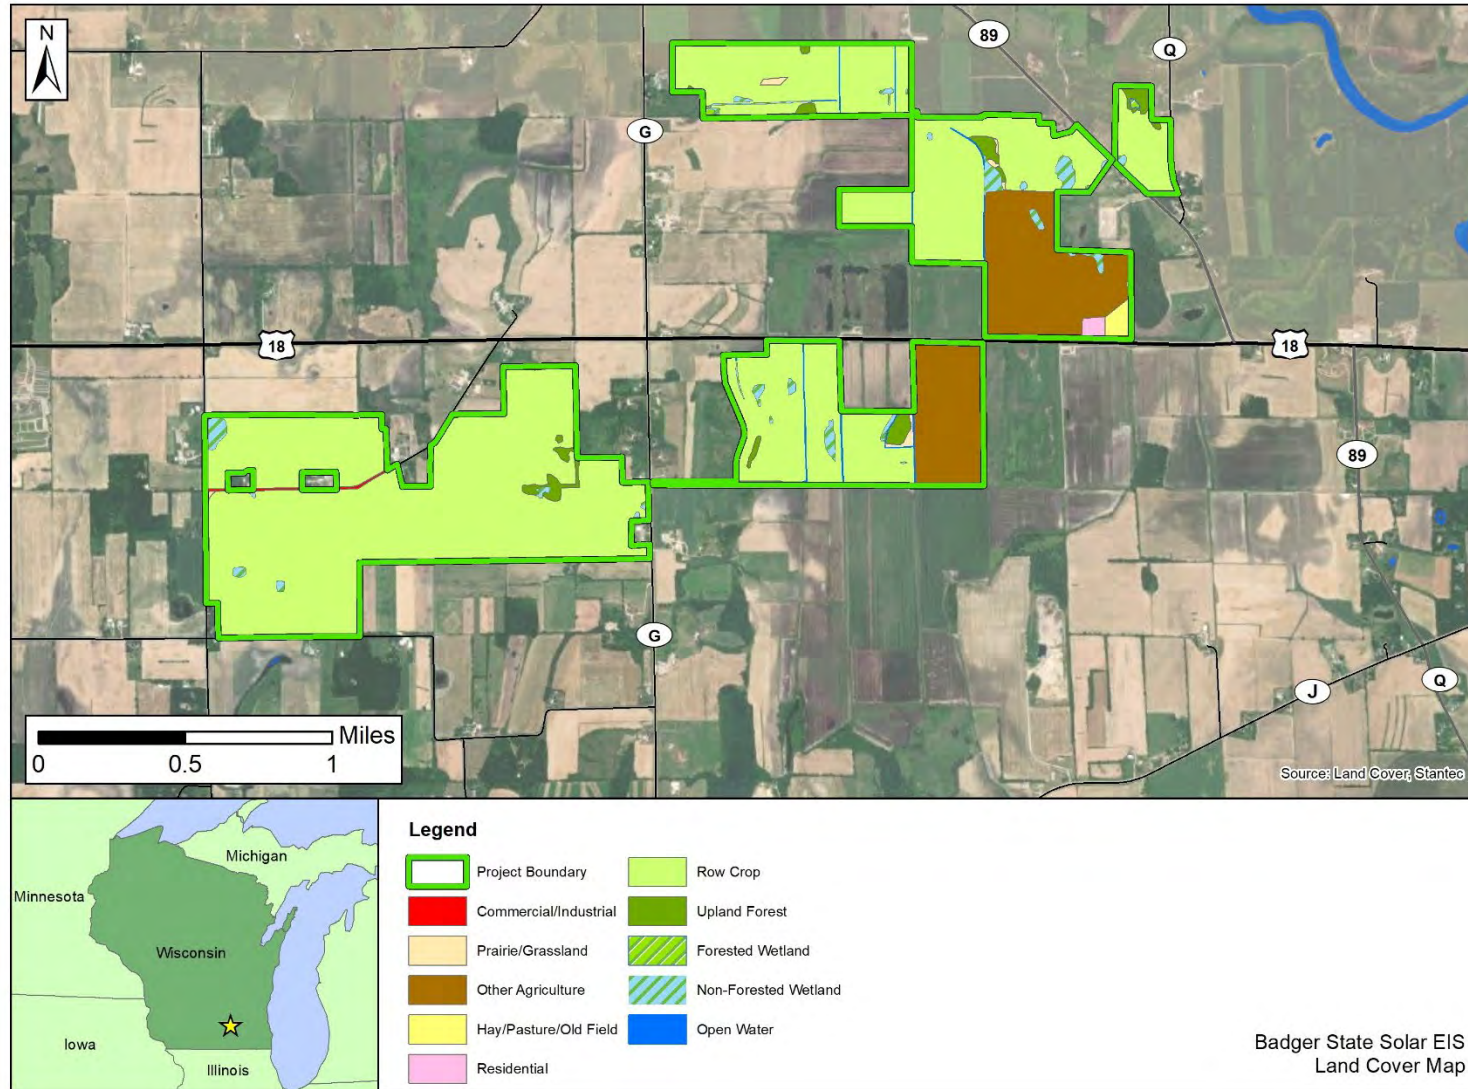 N
89
Q
G
18
18
89
G
J
Q
Miles
0 0.5 1
Source: Land Cover, Stantec
Michigan
Minnesota
Wisconsin
Iowa
Illinois
Legend
Project Boundary
Commercial/Industrial
Prairie/Grassland
Other Agriculture
Hay/Pasture/Old Field
Residential
Row Crop
Upland Forest
Forested Wetland
Non-Forested Wetland
Open Water
Badger State Solar EIS
Land Cover Map